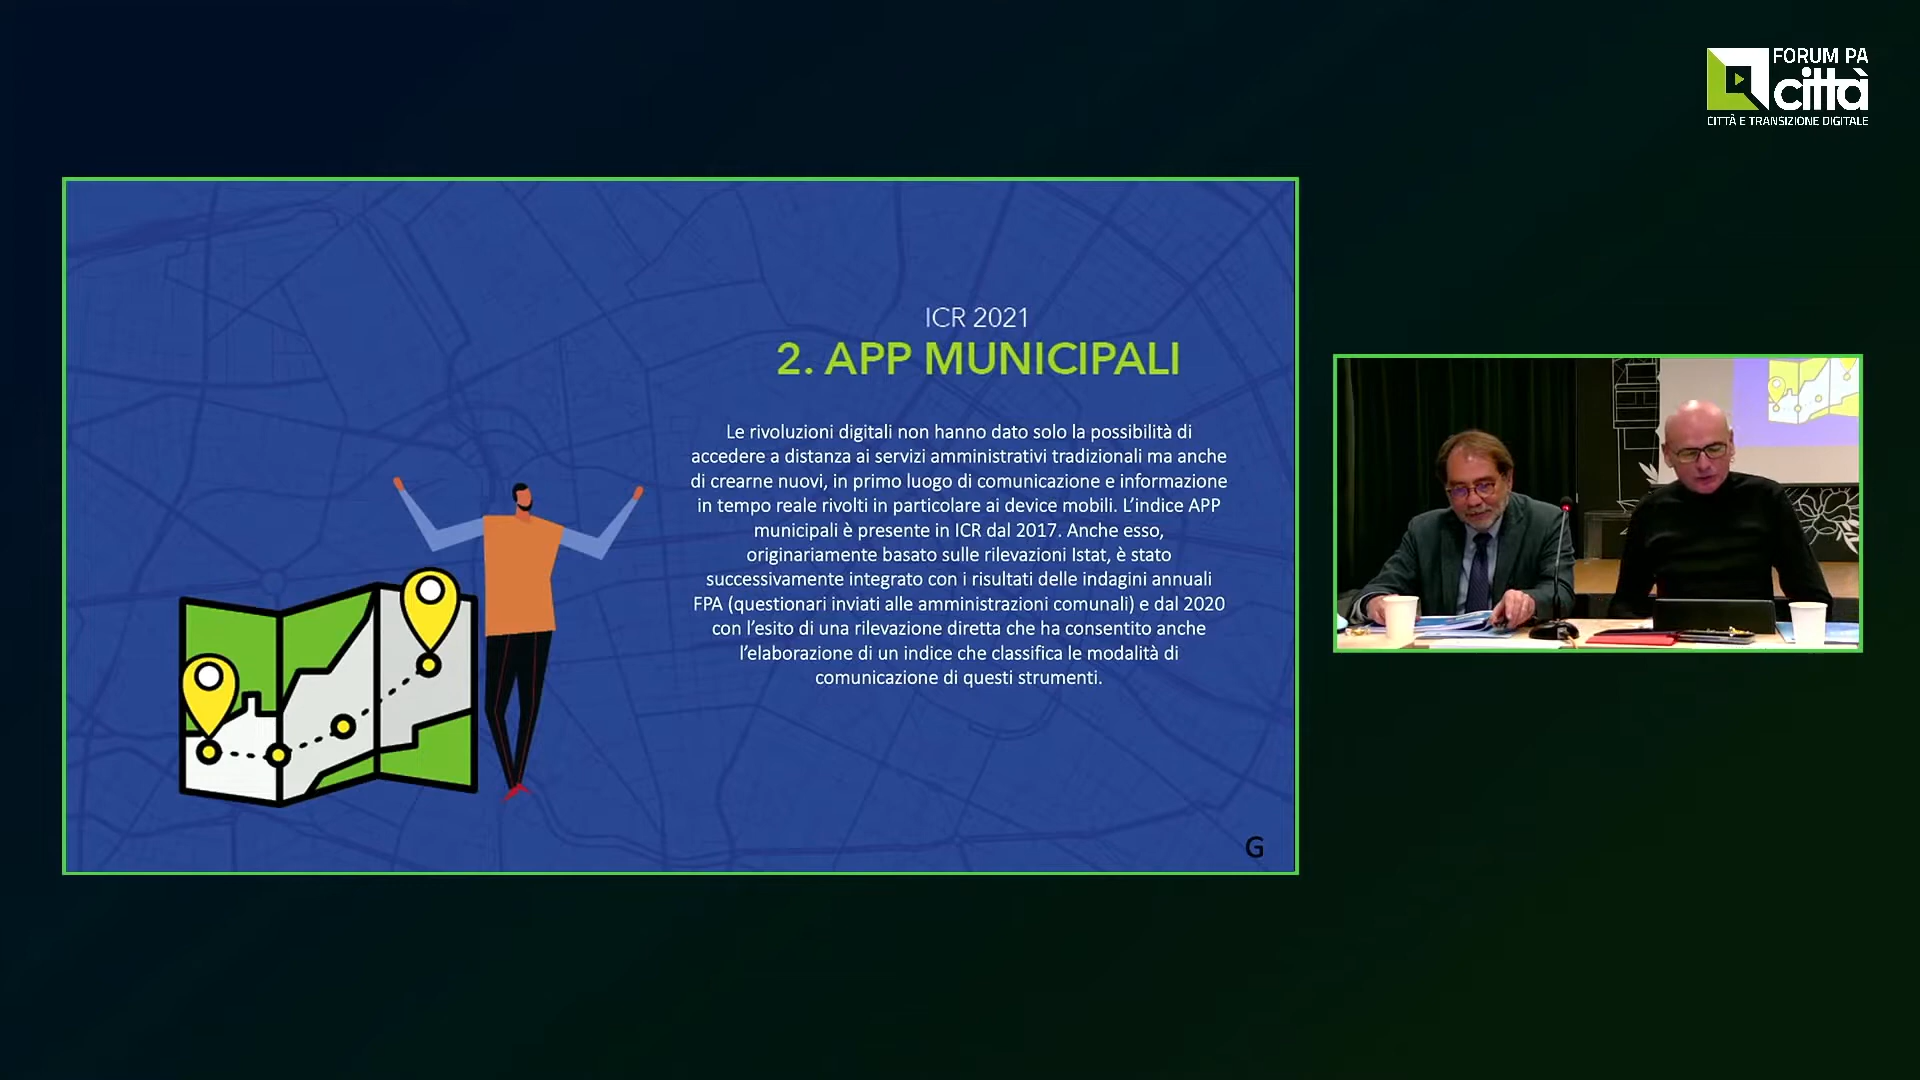 FORUM PA
città
CITTÀ E TRANSIZIONE DIGITALE
ICR 2021
2. APP MUNICIPALI
Le rivoluzioni digitali non hanno dato solo la possibilità di
accedere a distanza ai servizi amministrativi tradizionali ma anche
di crearne nuovi, in primo luogo di comunicazione e informazione
in tempo reale rivolti in particolare ai device mobili. L’indice APP
municipali è presente in ICR dal 2017. Anche esso,
originariamente basato sulle rilevazioni Istat, è stato
successivamente integrato con i risultati delle indagini annuali
FPA (questionari inviati alle amministrazioni comunali) e dal 2020
con l’esito di una rilevazione diretta che ha consentito anche
l’elaborazione di un indice che classifica le modalità di
comunicazione di questi strumenti.
G